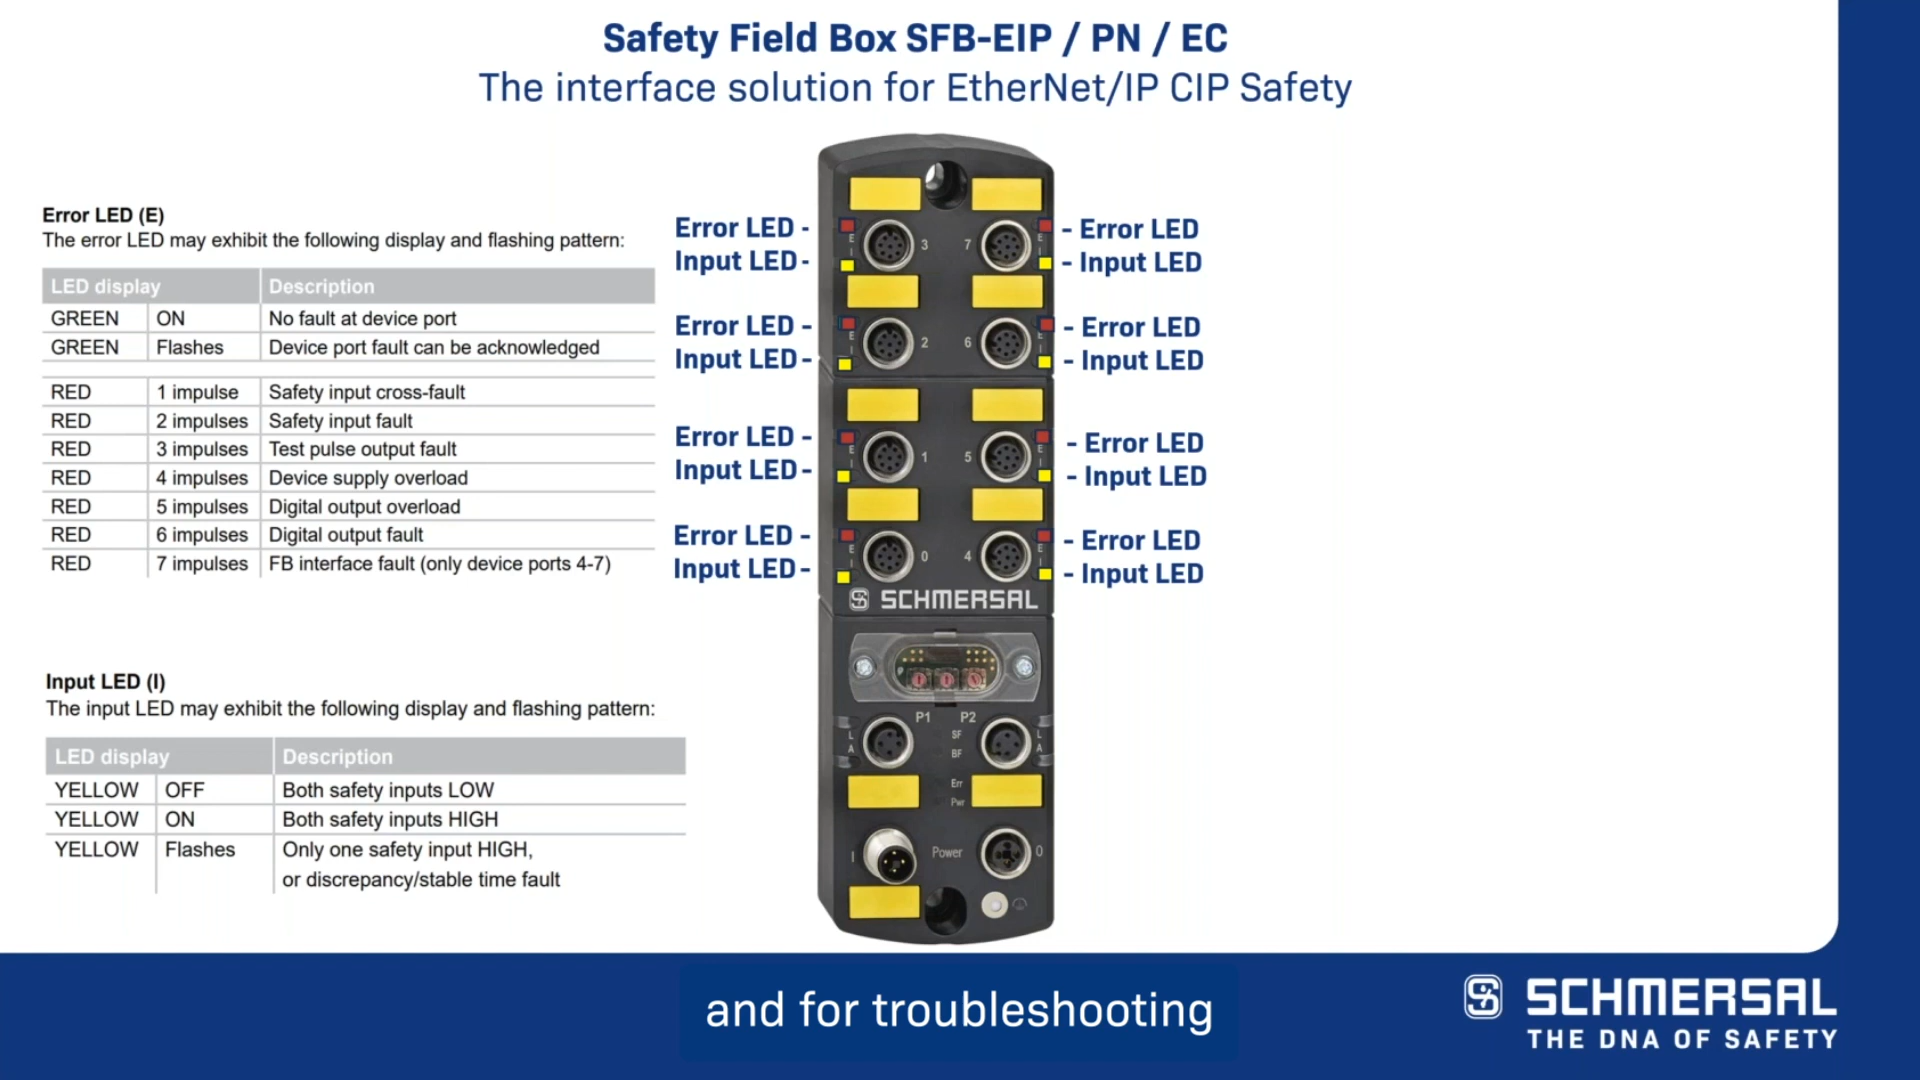 Safety Field Box SFB-EIP / PN / EC
The interface solution for EtherNet/IP CIP Safety
Error LED (E)
The error LED may exhibit the following display and flashing pattern:
LED display Description
GREEN ON No fault at device port
GREEN Flashes Device port fault can be acknowledged
RED 1 impulse Safety input cross-fault
RED 2 impulses Safety input fault
RED 3 impulses Test pulse output fault
RED 4 impulses Device supply overload
RED 5 impulses Digital output overload
RED 6 impulses Digital output fault
RED 7 impulses FB interface fault (only device ports 4-7)
Input LED (I)
The input LED may exhibit the following display and flashing pattern:
LED display Description
YELLOW OFF Both safety inputs LOW
YELLOW ON Both safety inputs HIGH
YELLOW Flashes Only one safety input HIGH,
or discrepancy/stable time fault
Error LED - E 3 7 E - Error LED
Input LED - I I - Input LED
Error LED - E 2 6 E - Error LED
Input LED - I I - Input LED
Error LED - E 1 5 E - Error LED
Input LED - I I - Input LED
Error LED - E 0 4 E - Error LED
Input LED - I I - Input LED
SCHMERSAL
P1 P2
L SF L
A BF A
Err
Pwr
I Power O
and for troubleshooting
SCHMERSAL
THE DNA OF SAFETY